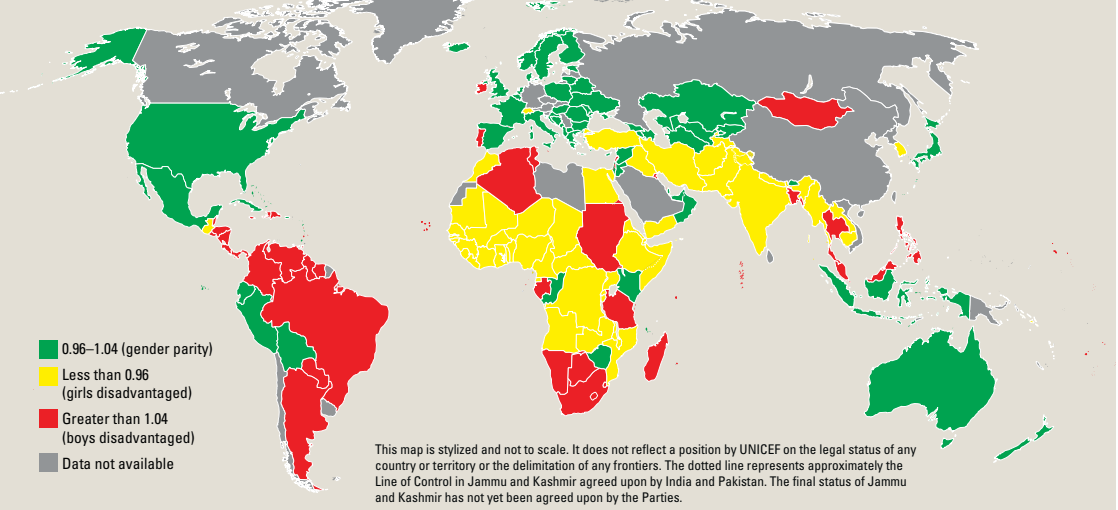 0.96–1.04 (gender parity)
Less than 0.96
(girls disadvantaged)
Greater than 1.04
(boys disadvantaged)
Data not available
This map is stylized and not to scale. It does not reflect a position by UNICEF on the legal status of any
country or territory or the delimitation of any frontiers. The dotted line represents approximately the
Line of Control in Jammu and Kashmir agreed upon by India and Pakistan. The final status of Jammu
and Kashmir has not yet been agreed upon by the Parties.